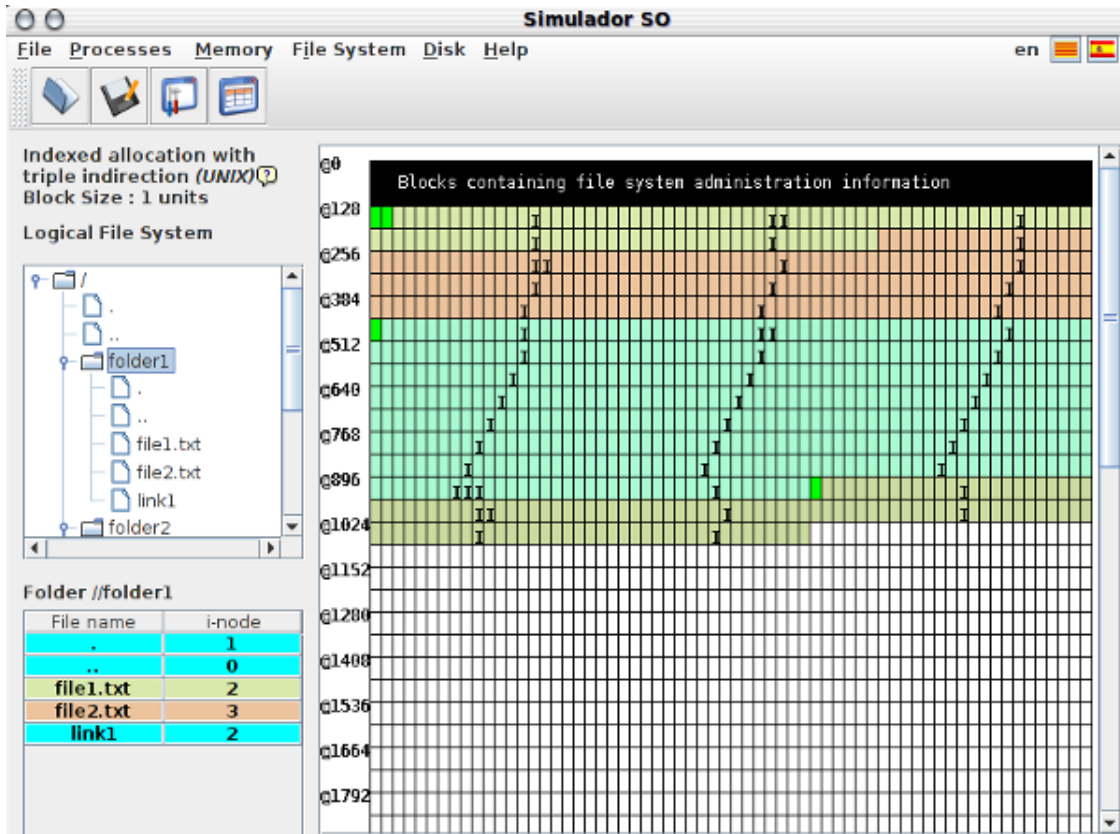 Simulador SO
File Processes Memory File System Disk Help en
Indexed allocation with
triple indirection (UNIX)?
Block Size : 1 units
Logical File System
/
.
..
folder1
.
..
file1.txt
file2.txt
link1
folder2
Folder //folder1
File name i-node
. 1
.. 0
file1.txt 2
file2.txt 3
link1 2
@0
Blocks containing file system administration information
@128
I I I I
I I I
@256
I I I I
I I I
@384
I I I
I I I I
@512
I I I
I I I
@640
I I I
I I I
@768
I I I
I I I
@896
I I I I I
I I I I
@1024
I I
@1152
@1280
@1408
@1536
@1664
@1792